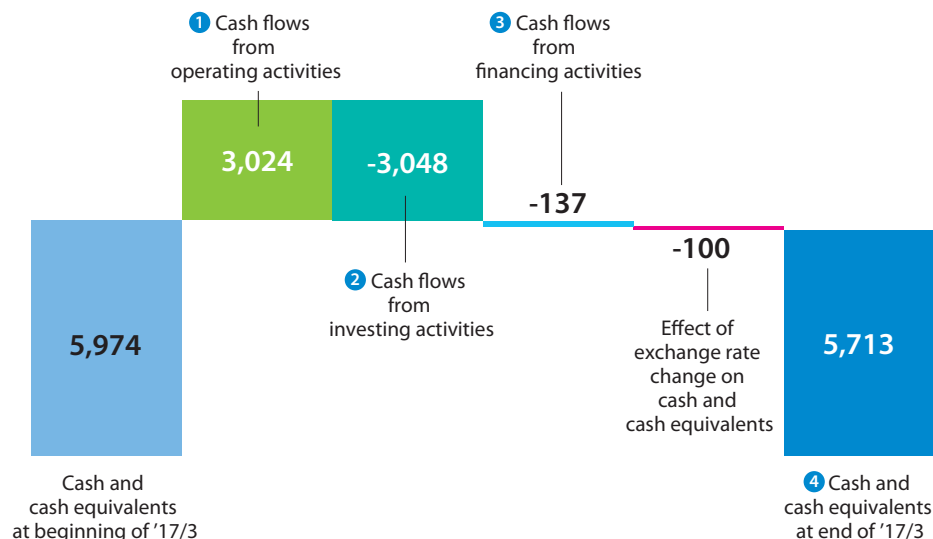 1 Cash flows
from
operating activities
3 Cash flows
from
financing activities
3,024
-3,048
-137
-100
2 Cash flows
from
investing activities
5,974
Effect of
exchange rate
change on
cash and
cash equivalents
5,713
Cash and
cash equivalents
at beginning of ’17/3
4 Cash and
cash equivalents
at end of ’17/3